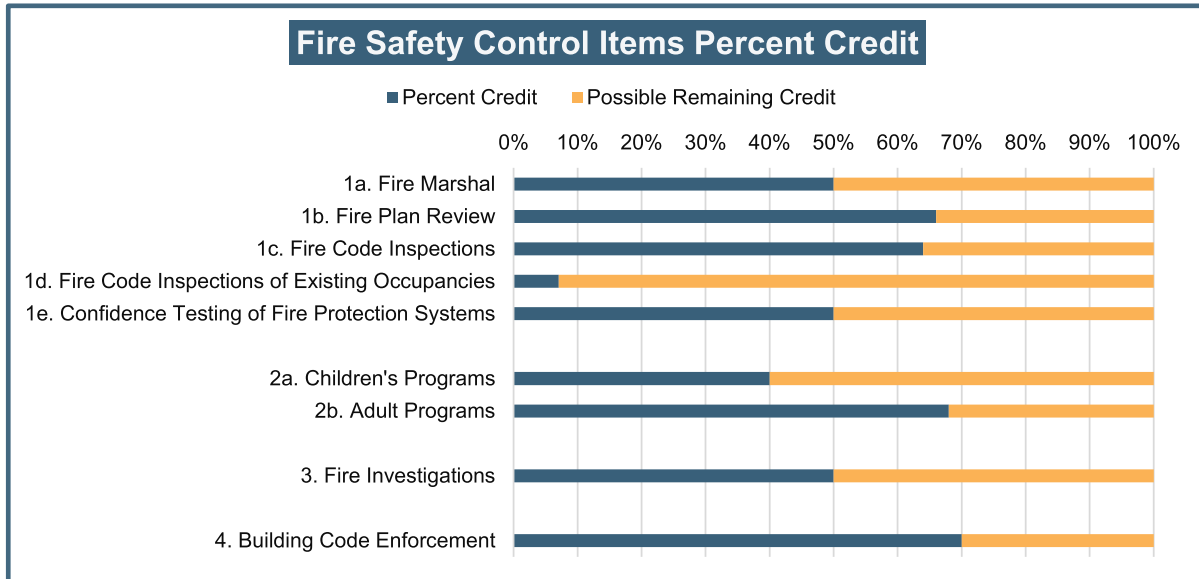 Fire Safety Control Items Percent Credit
Percent Credit Possible Remaining Credit
0% 10% 20% 30% 40% 50% 60% 70% 80% 90% 100%
1a. Fire Marshal
1b. Fire Plan Review
1c. Fire Code Inspections
1d. Fire Code Inspections of Existing Occupancies
1e. Confidence Testing of Fire Protection Systems
2a. Children's Programs
2b. Adult Programs
3. Fire Investigations
4. Building Code Enforcement